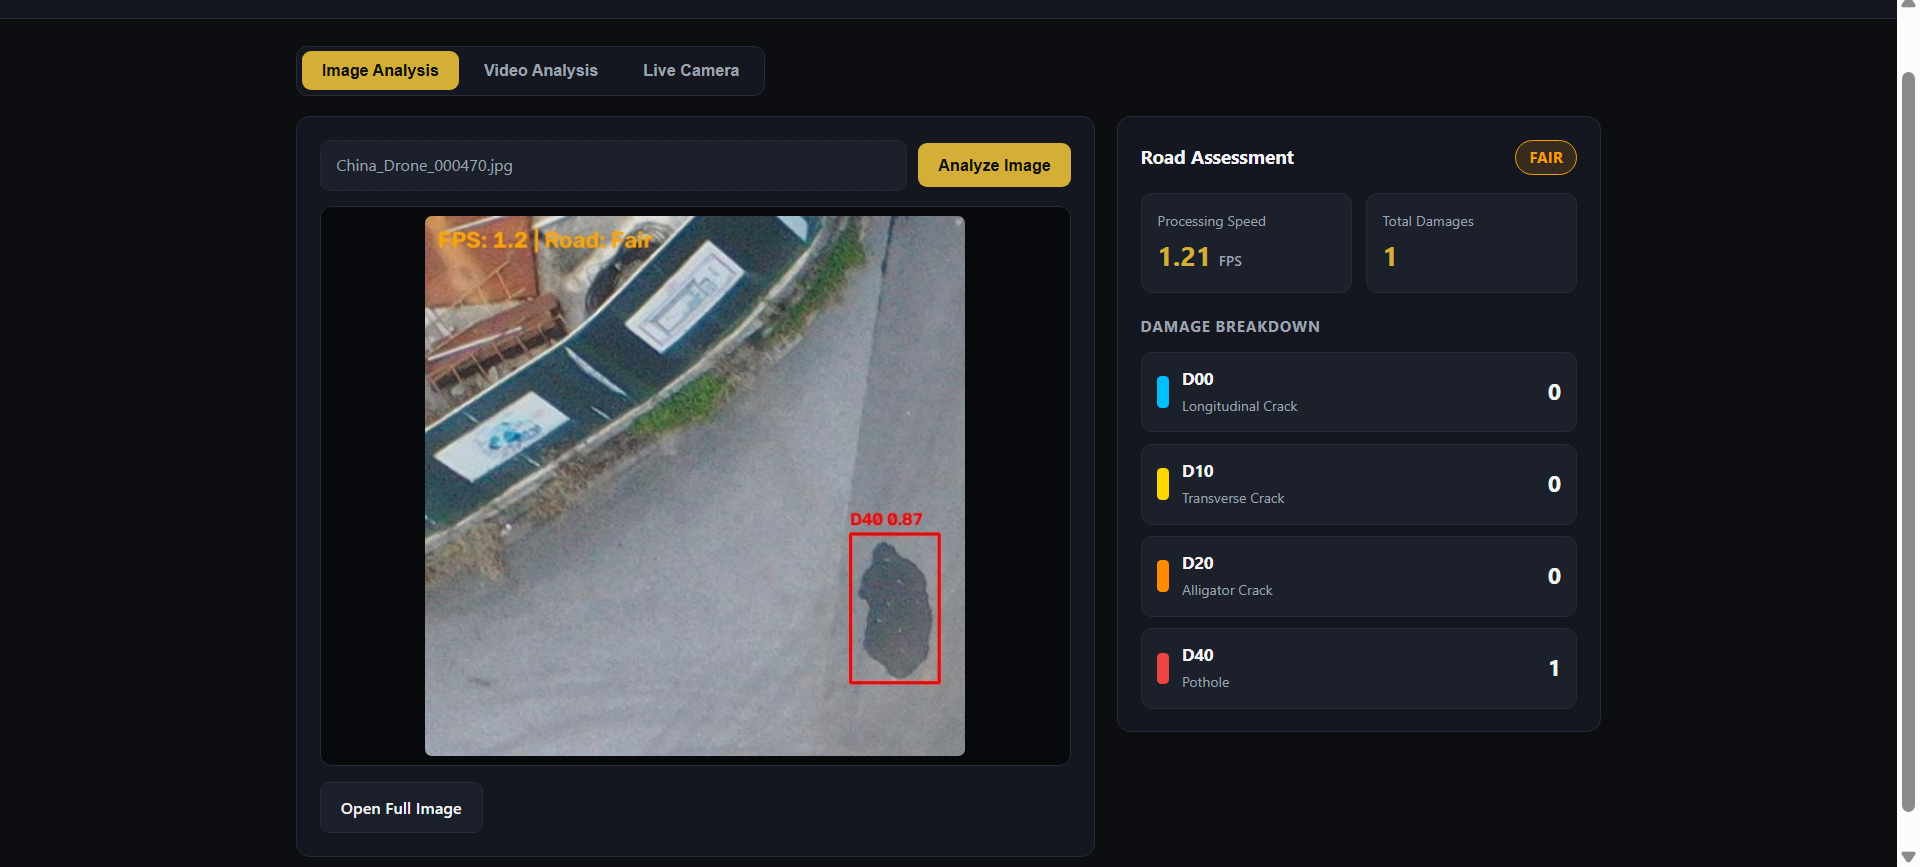 Image Analysis
Video Analysis
Live Camera
China_Drone_000470.jpg
Analyze Image
FPS: 1.2 | Road: Fair
D40 0.87
Open Full Image
Road Assessment
FAIR
Processing Speed
1.21 FPS
Total Damages
1
DAMAGE BREAKDOWN
D00
Longitudinal Crack
0
D10
Transverse Crack
0
D20
Alligator Crack
0
D40
Pothole
1